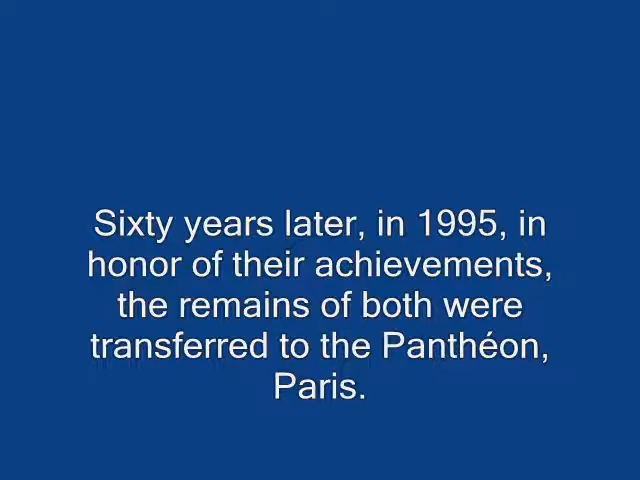 Sixty years later, in 1995, in
honor of their achievements,
the remains of both were
transferred to the Panthéon,
Paris.